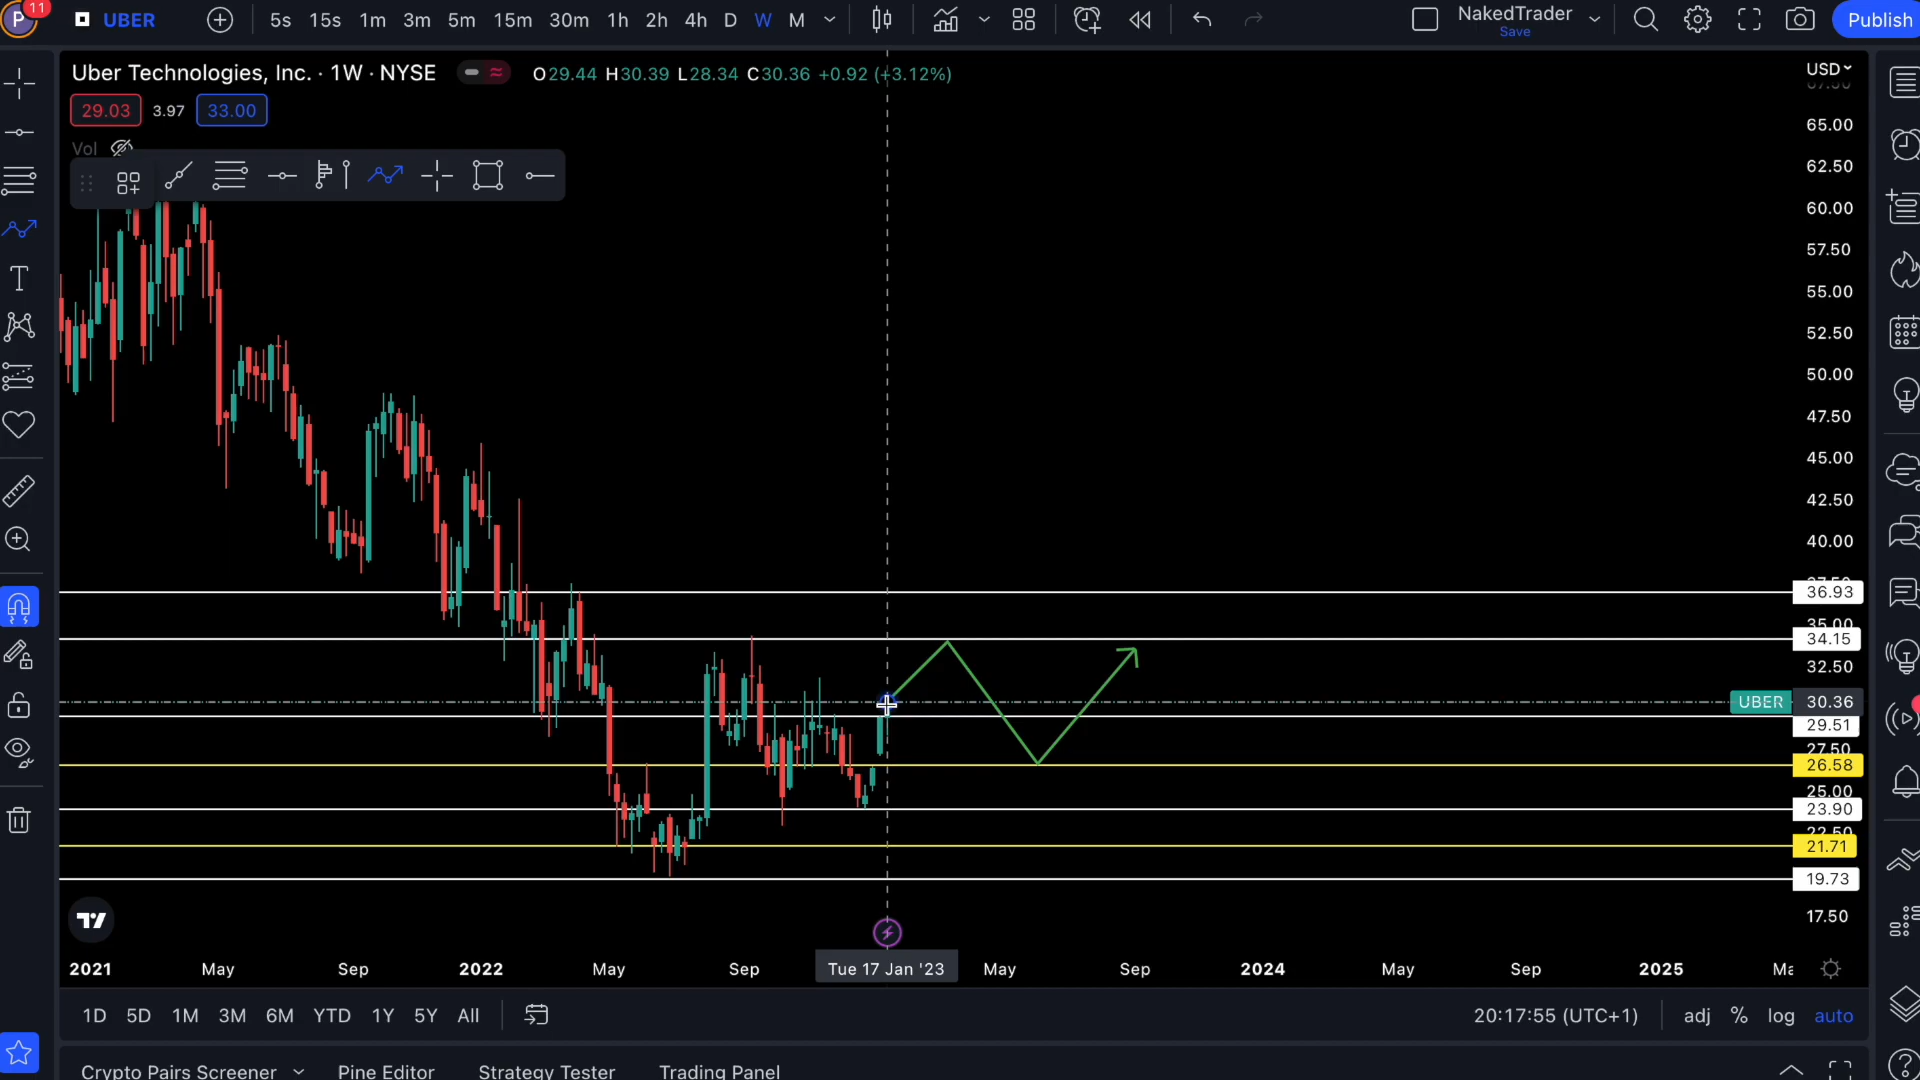 P 11 UBER 5s 15s 1m 3m 5m 15m 30m 1h 2h 4h D W M NakedTrader Publish
Save
Uber Technologies, Inc. · 1W · NYSE O29.44 H30.39 L28.34 C30.36 +0.92 (+3.12%) USD
29.03 3.97 33.00
Vol
T
65.00
62.50
60.00
57.50
55.00
52.50
50.00
47.50
45.00
42.50
40.00
36.93
35.00
34.15
32.50
UBER 30.36
29.51
27.50
26.58
25.00
23.90
22.50
21.71
19.73
17.50
2021 May Sep 2022 May Sep Tue 17 Jan '23 May Sep 2024 May Sep 2025
1D 5D 1M 3M 6M YTD 1Y 5Y All 20:17:55 (UTC+1) adj % log auto
Crypto Pairs Screener Pine Editor Strategy Tester Trading Panel